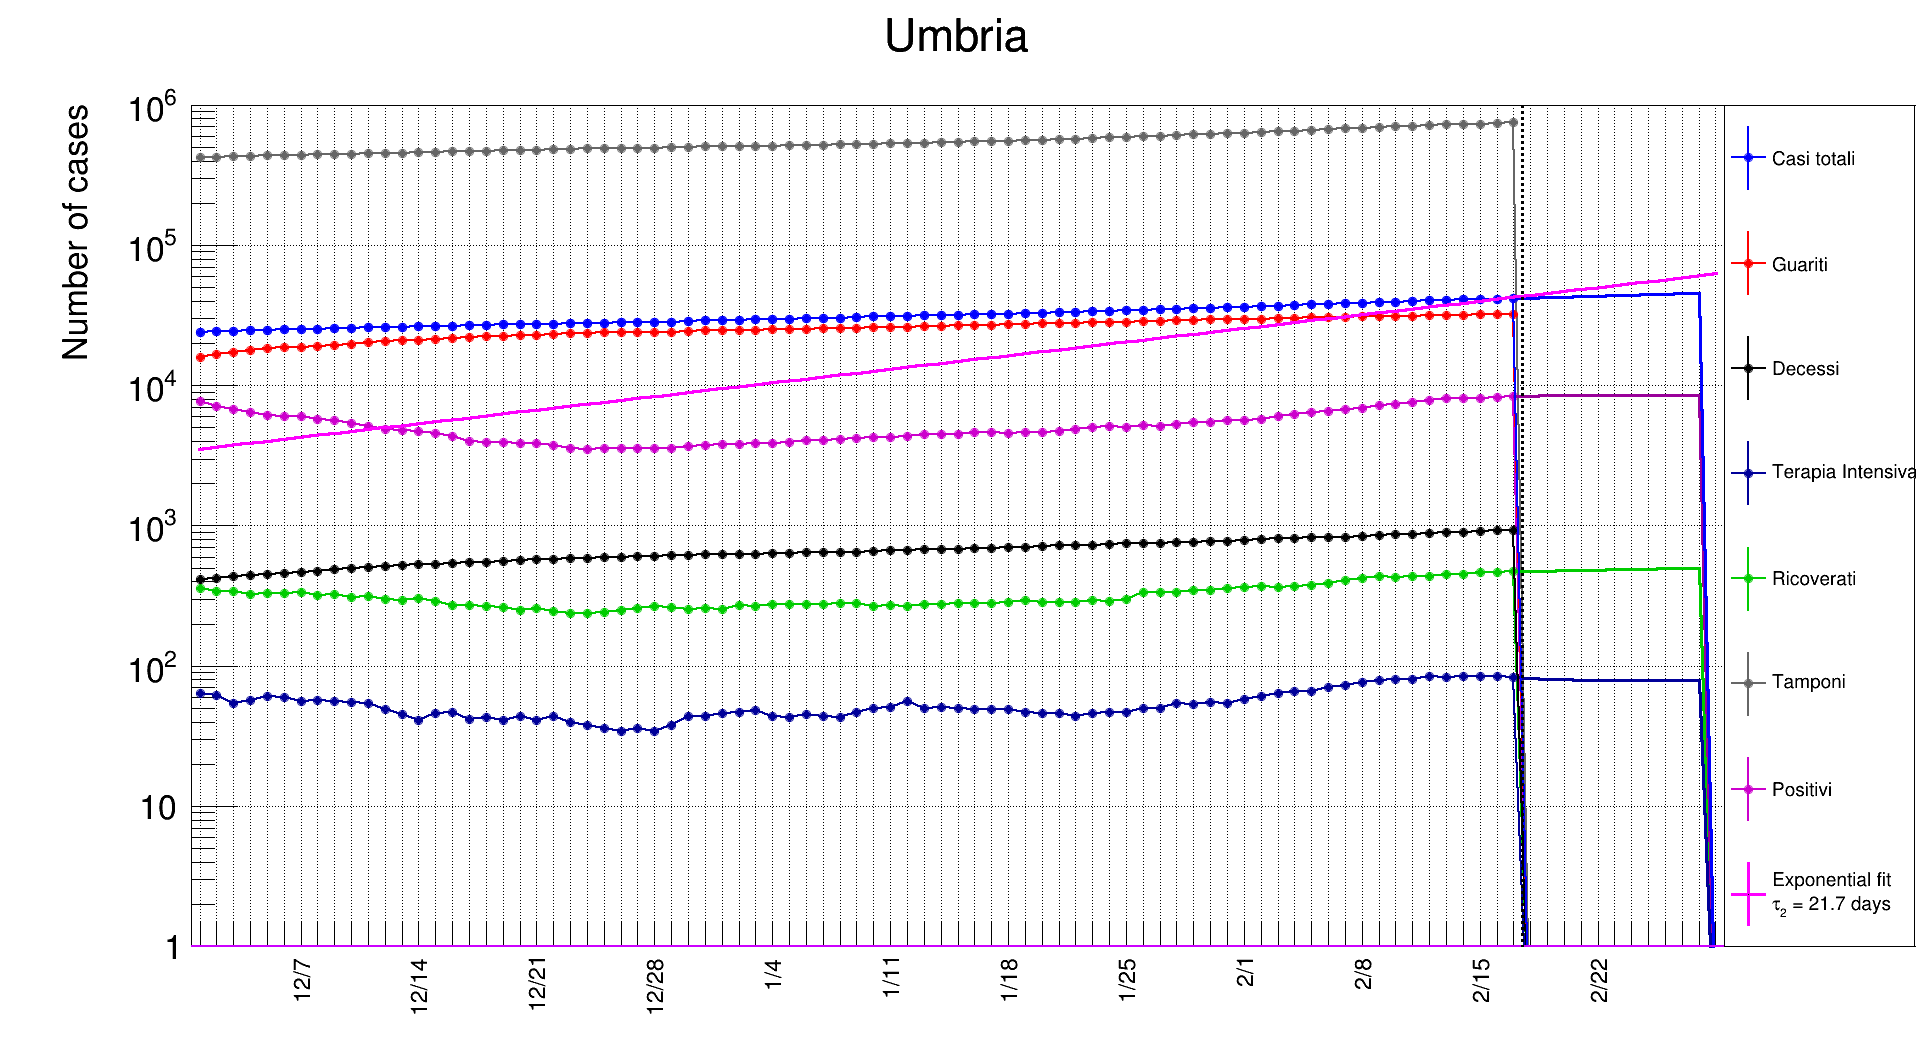 Umbria
Number of cases
10^6
10^5
10^4
10^3
10^2
10
1
12/7
12/14
12/21
12/28
1/4
1/11
1/18
1/25
2/1
2/8
2/15
2/22
Casi totali
Guariti
Decessi
Terapia Intensiva
Ricoverati
Tamponi
Positivi
Exponential fit
τ₂ = 21.7 days